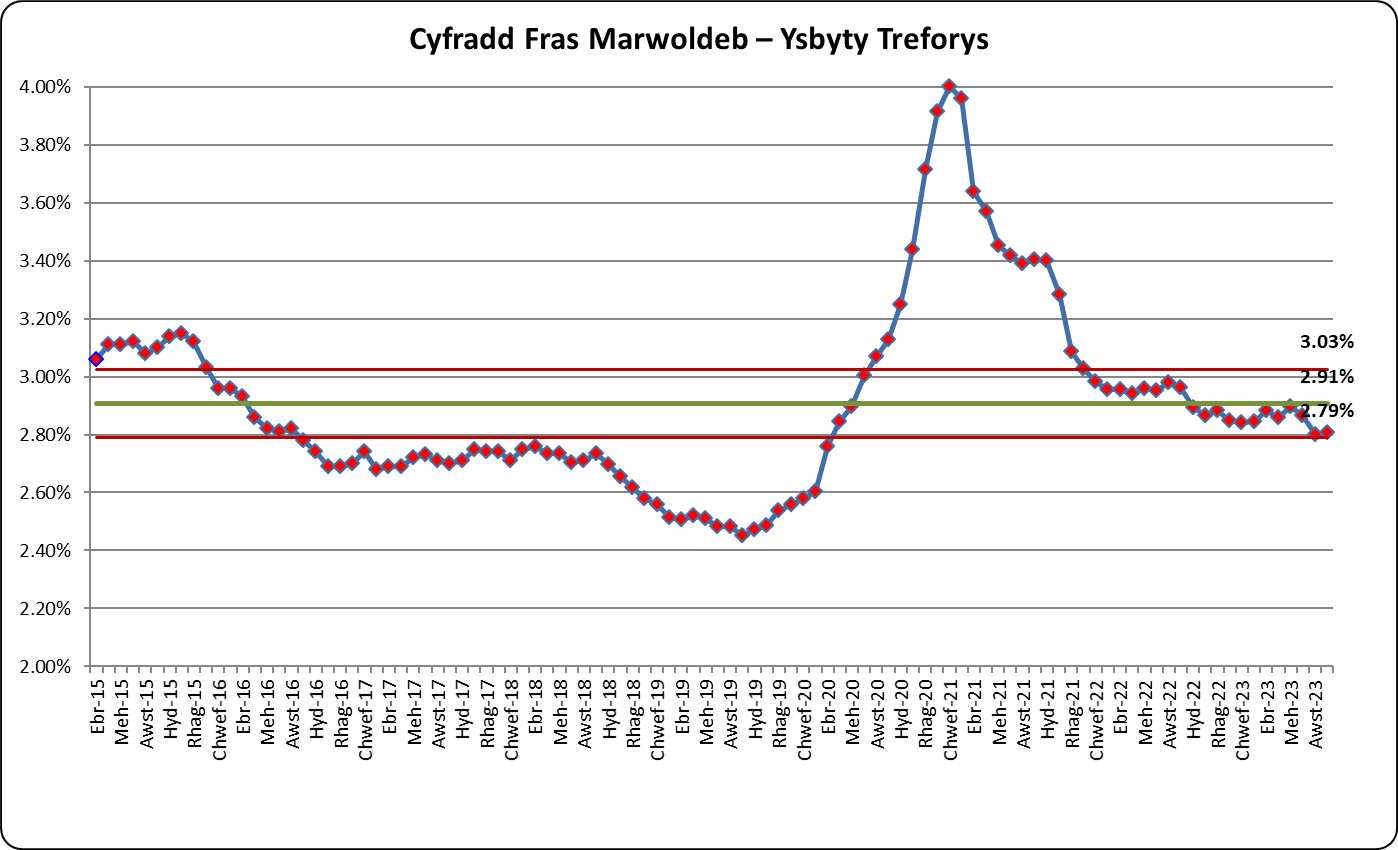 Cyfradd Fras Marwoldeb – Ysbyty Treforys
4.00%
3.80%
3.60%
3.40%
3.20%
3.00%
2.80%
2.60%
2.40%
2.20%
2.00%
3.03%
2.91%
2.79%
Ebr-15
Meh-15
Awst-15
Hyd-15
Rhag-15
Chwef-16
Ebr-16
Meh-16
Awst-16
Hyd-16
Rhag-16
Chwef-17
Ebr-17
Meh-17
Awst-17
Hyd-17
Rhag-17
Chwef-18
Ebr-18
Meh-18
Awst-18
Hyd-18
Rhag-18
Chwef-19
Ebr-19
Meh-19
Awst-19
Hyd-19
Rhag-19
Chwef-20
Ebr-20
Meh-20
Awst-20
Hyd-20
Rhag-20
Chwef-21
Ebr-21
Meh-21
Awst-21
Hyd-21
Rhag-21
Chwef-22
Ebr-22
Meh-22
Awst-22
Hyd-22
Rhag-22
Chwef-23
Ebr-23
Meh-23
Awst-23